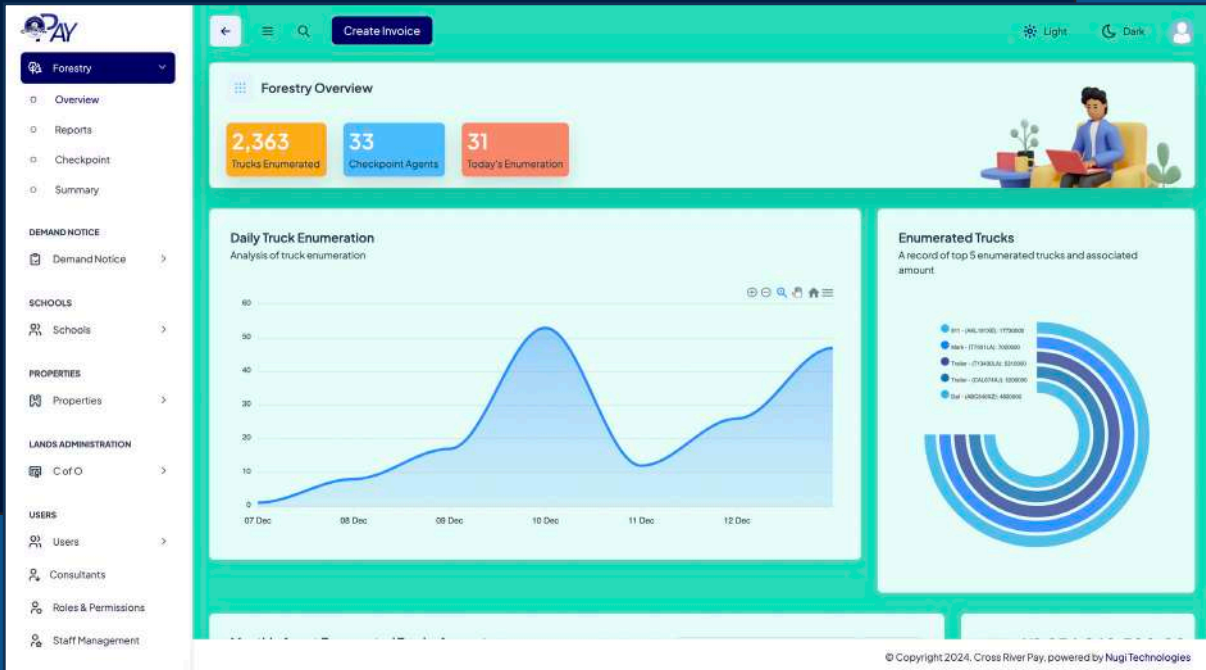 PAY
Forestry
Overview
Reports
Checkpoint
Summary
DEMAND NOTICE
Demand Notice
SCHOOLS
Schools
PROPERTIES
Properties
LANDS ADMINISTRATION
C of O
USERS
Users
Consultants
Roles & Permissions
Staff Management
Create Invoice
Light
Dark
Forestry Overview
2,363
Trucks Enumerated
33
Checkpoint Agents
31
Today's Enumeration
Daily Truck Enumeration
Analysis of truck enumeration
60
50
40
30
20
10
0
07 Dec
08 Dec
09 Dec
10 Dec
11 Dec
12 Dec
Enumerated Trucks
A record of top 5 enumerated trucks and associated
amount
© Copyright 2024. Cross River Pay, powered by Nugi Technologies